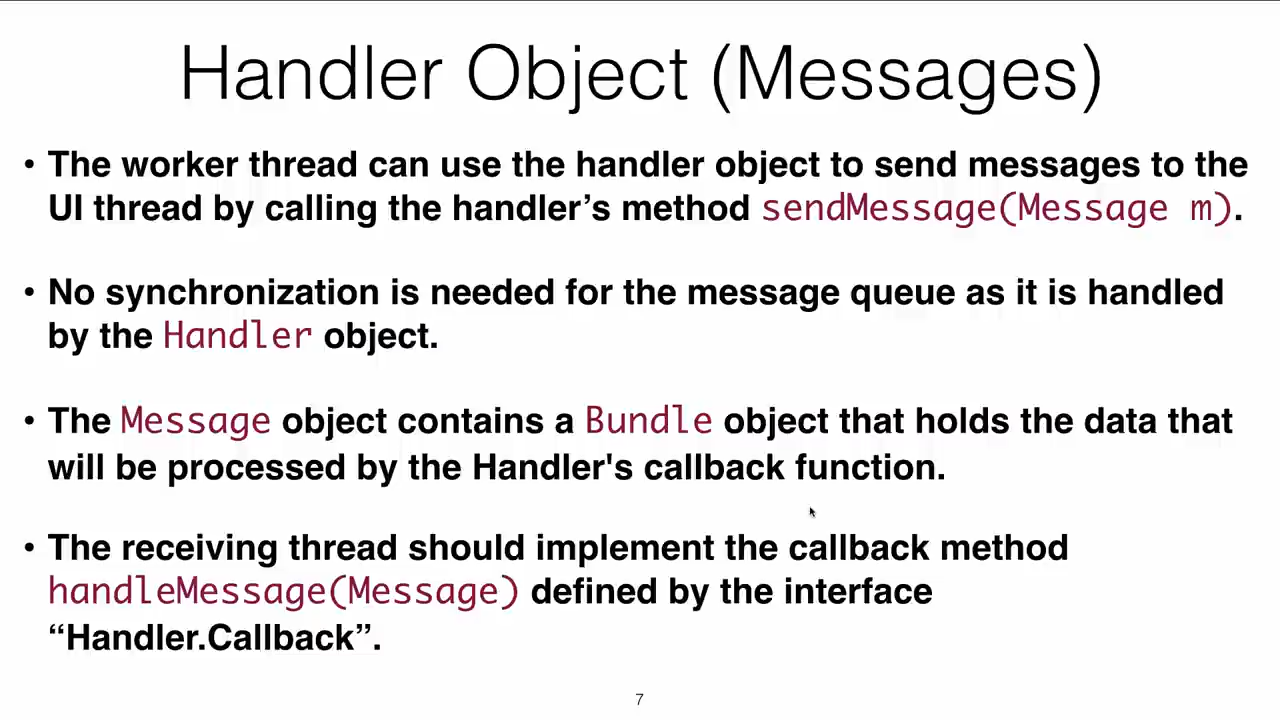 Handler Object (Messages)
• The worker thread can use the handler object to send messages to the
UI thread by calling the handler’s method sendMessage(Message m).
• No synchronization is needed for the message queue as it is handled
by the Handler object.
• The Message object contains a Bundle object that holds the data that
will be processed by the Handler's callback function.
• The receiving thread should implement the callback method
handleMessage(Message) defined by the interface
“Handler.Callback”.
7